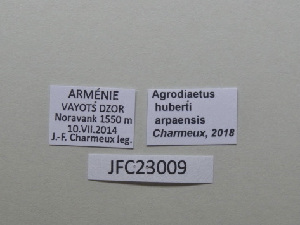 ARMÉNIE
VAYOTS DZOR
Noravank 1550 m
10.VII.2014
J.-F. Charmeux leg.
Agrodiaetus
huberti
arpaensis
Charmeux, 2018
JFC23009